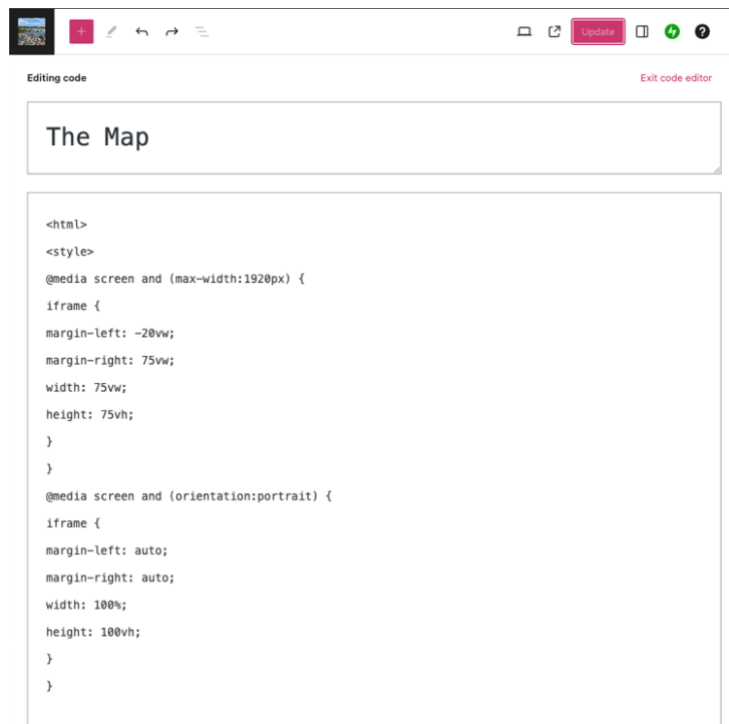 Update
Editing code
Exit code editor
The Map
<html>
<style>
@media screen and (max-width:1920px) {
iframe {
margin-left: -20vw;
margin-right: 75vw;
width: 75vw;
height: 75vh;
}
}
@media screen and (orientation:portrait) {
iframe {
margin-left: auto;
margin-right: auto;
width: 100%;
height: 100vh;
}
}